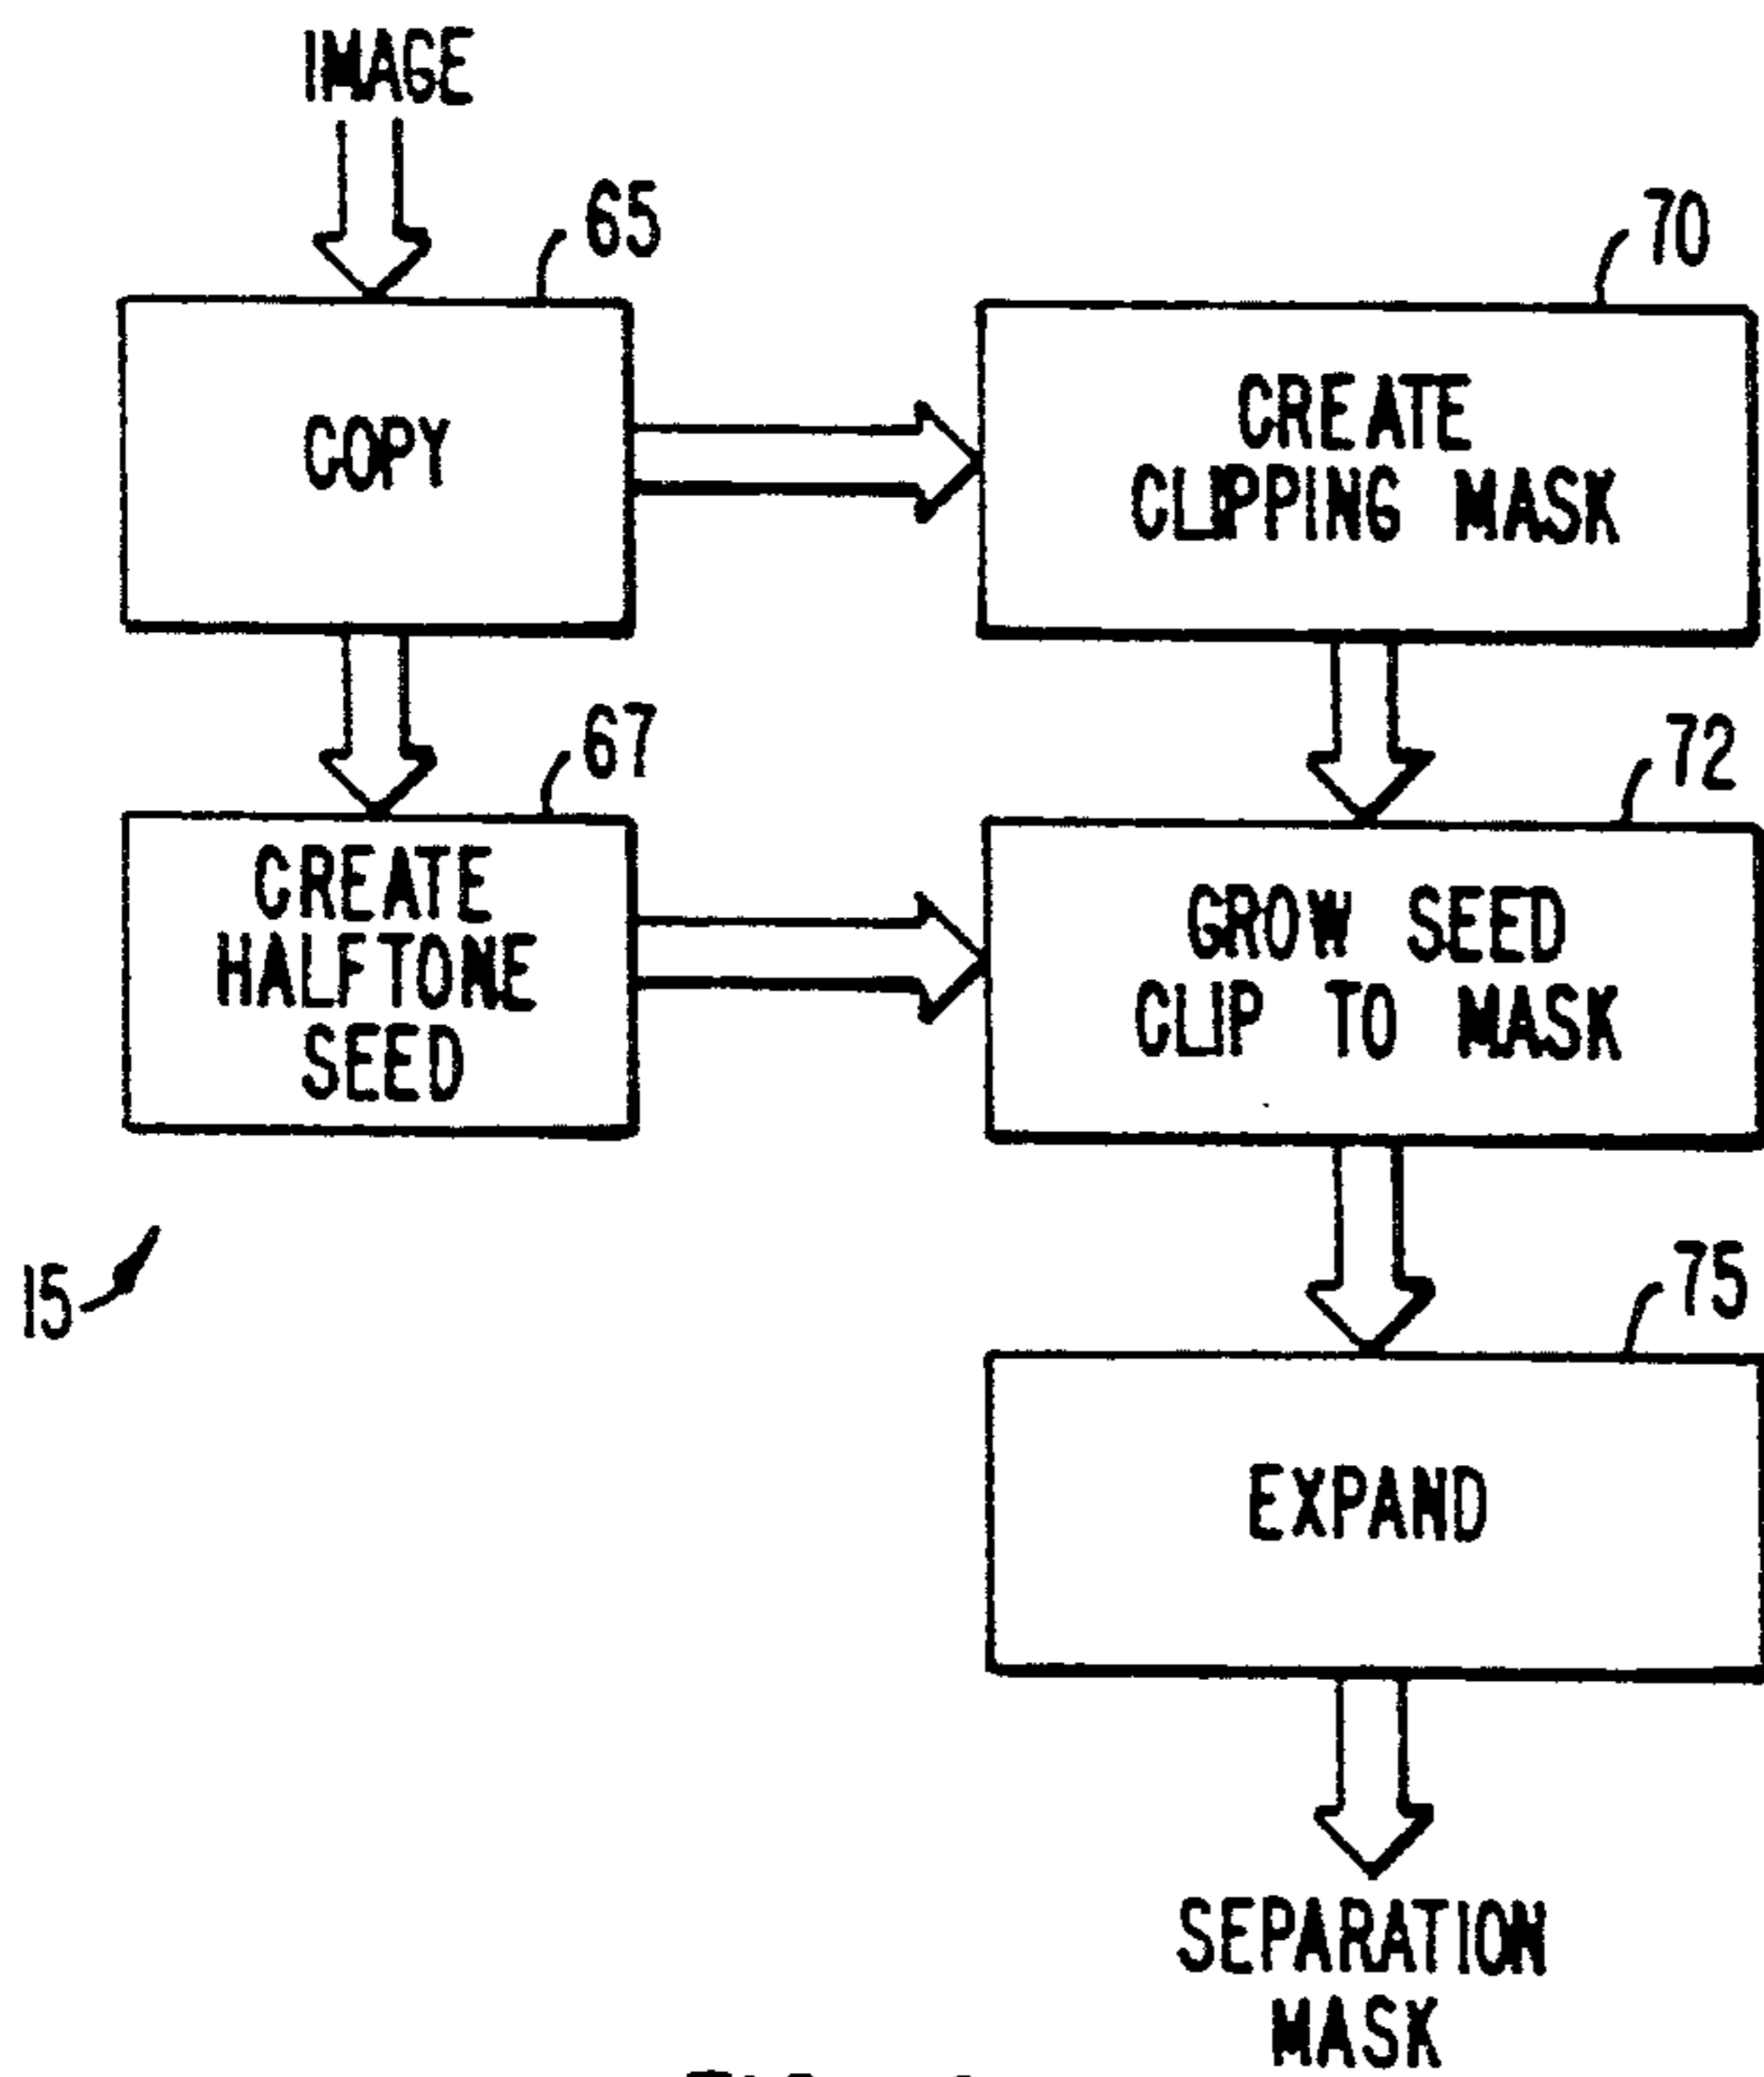 IMAGE
65
COPY
70
CREATE
CLIPPING MASK
67
CREATE
HALFTONE
SEED
72
GROW SEED
CLIP TO MASK
15
75
EXPAND
SEPARATION
MASK